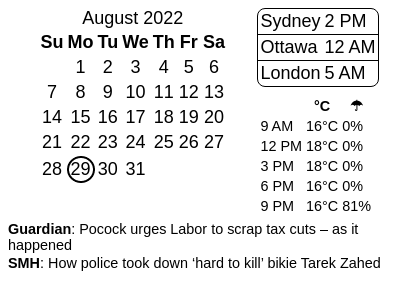 August 2022
Su Mo Tu We Th Fr Sa
1 2 3 4 5 6
7 8 9 10 11 12 13
14 15 16 17 18 19 20
21 22 23 24 25 26 27
28 29 30 31
Sydney 2 PM
Ottawa 12 AM
London 5 AM
°C ☂
9 AM 16°C 0%
12 PM 18°C 0%
3 PM 18°C 0%
6 PM 16°C 0%
9 PM 16°C 81%
Guardian: Pocock urges Labor to scrap tax cuts – as it
happened
SMH: How police took down ‘hard to kill’ bikie Tarek Zahed